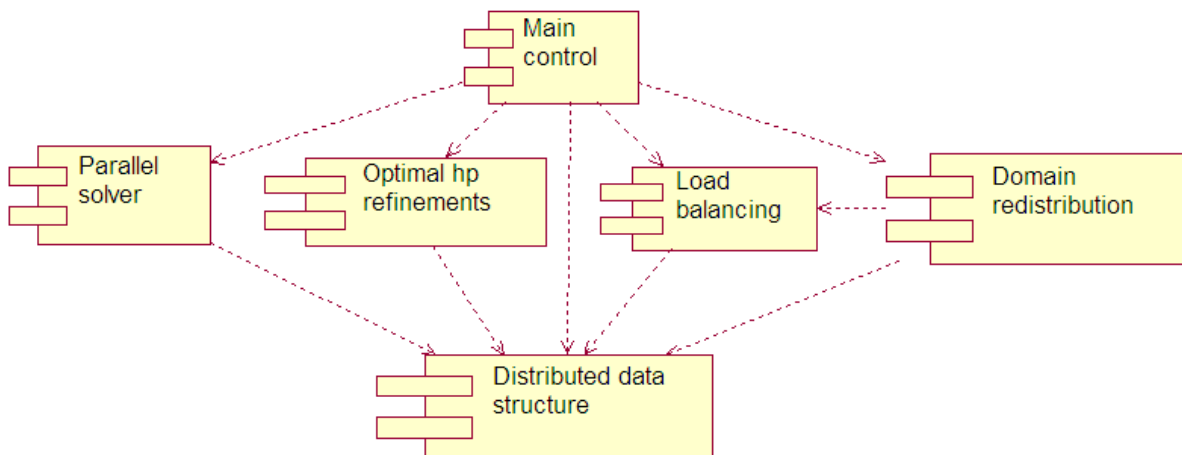 Main
control
Parallel
solver
Optimal hp
refinements
Load
balancing
Domain
redistribution
Distributed data
structure